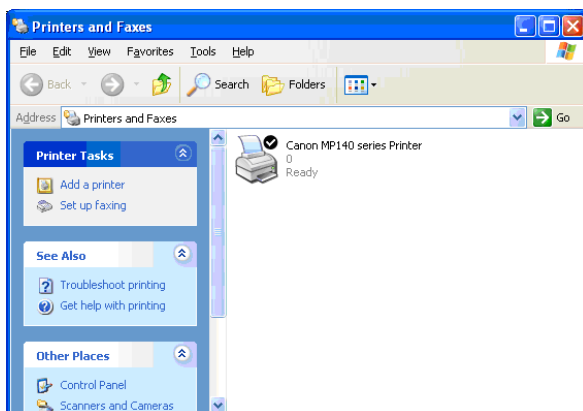 Printers and Faxes
File Edit View Favorites Tools Help
Back Search Folders
Address Printers and Faxes Go
Printer Tasks
Add a printer
Set up faxing
See Also
Troubleshoot printing
Get help with printing
Other Places
Control Panel
Scanners and Cameras
Canon MP140 series Printer
0
Ready